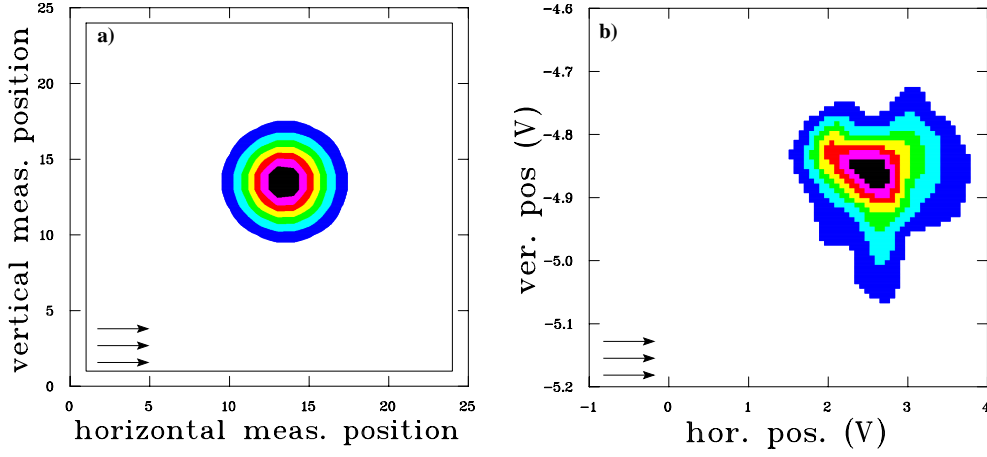 a)
25
20
15
10
5
0
vertical meas. position
0 5 10 15 20 25
horizontal meas. position
b)
-4.6
-4.7
-4.8
-4.9
-5.0
-5.1
-5.2
ver. pos (V)
-1 0 1 2 3 4
hor. pos. (V)